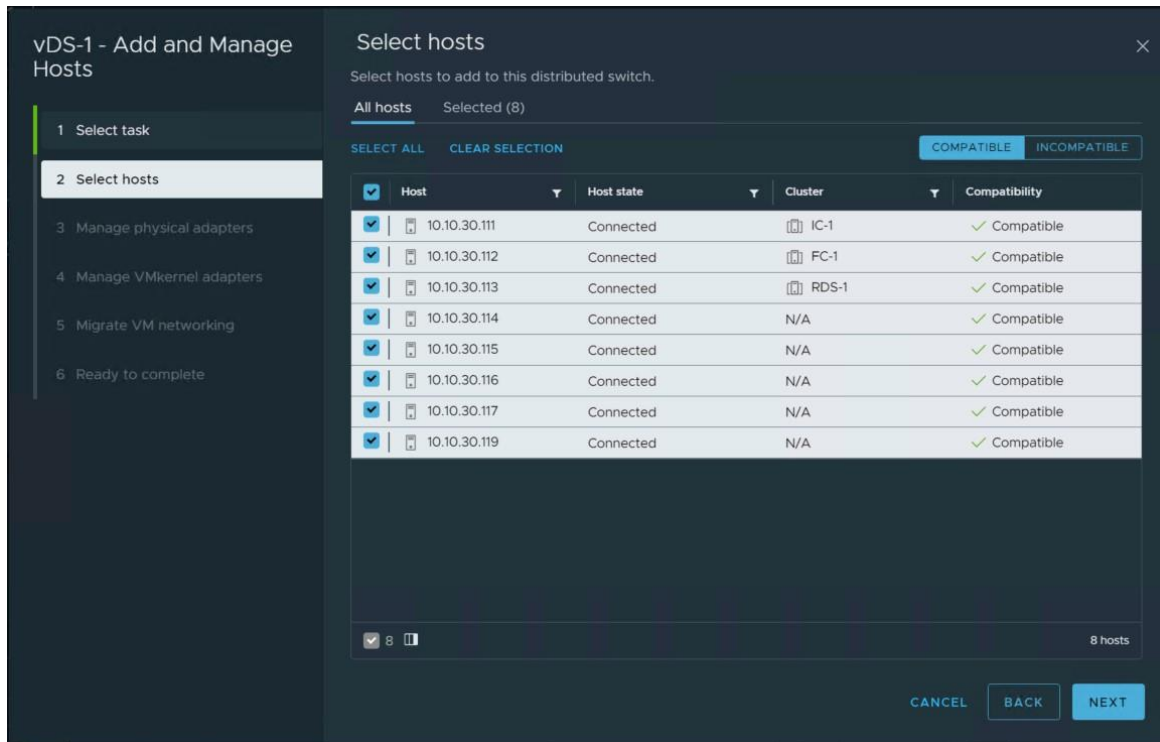 vDS-1 - Add and Manage
Hosts
1 Select task
2 Select hosts
3 Manage physical adapters
4 Manage VMkernel adapters
5 Migrate VM networking
6 Ready to complete
Select hosts
Select hosts to add to this distributed switch.
All hosts Selected (8)
SELECT ALL CLEAR SELECTION COMPATIBLE INCOMPATIBLE
Host Host state Cluster Compatibility
10.10.30.111 Connected IC-1 Compatible
10.10.30.112 Connected FC-1 Compatible
10.10.30.113 Connected RDS-1 Compatible
10.10.30.114 Connected N/A Compatible
10.10.30.115 Connected N/A Compatible
10.10.30.116 Connected N/A Compatible
10.10.30.117 Connected N/A Compatible
10.10.30.119 Connected N/A Compatible
8 8 hosts
CANCEL BACK NEXT